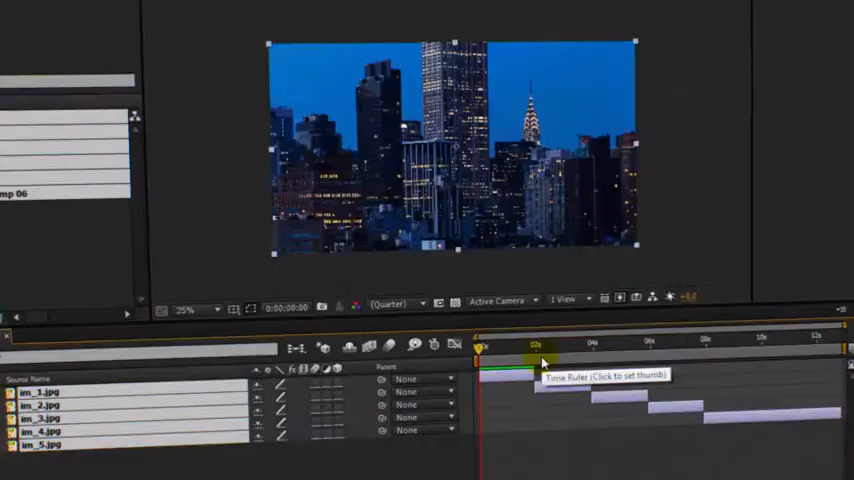 mp 06
25%
0:00:00:00
(Quarter)
Active Camera
1 View
+0.0
02s
04s
06s
08s
10s
12s
Time Ruler (Click to set thumb)
Source Name
Parent
im_1.jpg
None
im_2.jpg
None
im_3.jpg
None
im_4.jpg
None
im_5.jpg
None